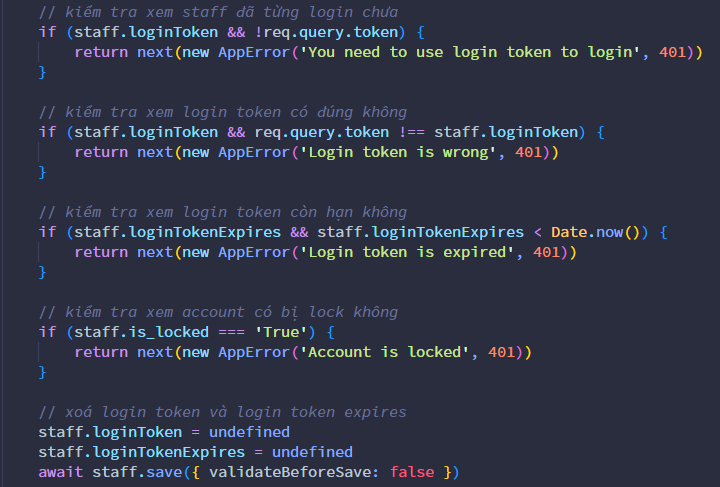 // kiểm tra xem staff đã từng login chưa
if (staff.loginToken && !req.query.token) {
return next(new AppError('You need to use login token to login', 401))
}
// kiểm tra xem login token có đúng không
if (staff.loginToken && req.query.token !== staff.loginToken) {
return next(new AppError('Login token is wrong', 401))
}
// kiểm tra xem login token còn hạn không
if (staff.loginTokenExpires && staff.loginTokenExpires < Date.now()) {
return next(new AppError('Login token is expired', 401))
}
// kiểm tra xem account có bị lock không
if (staff.is_locked === 'True') {
return next(new AppError('Account is locked', 401))
}
// xoá login token và login token expires
staff.loginToken = undefined
staff.loginTokenExpires = undefined
await staff.save({ validateBeforeSave: false })